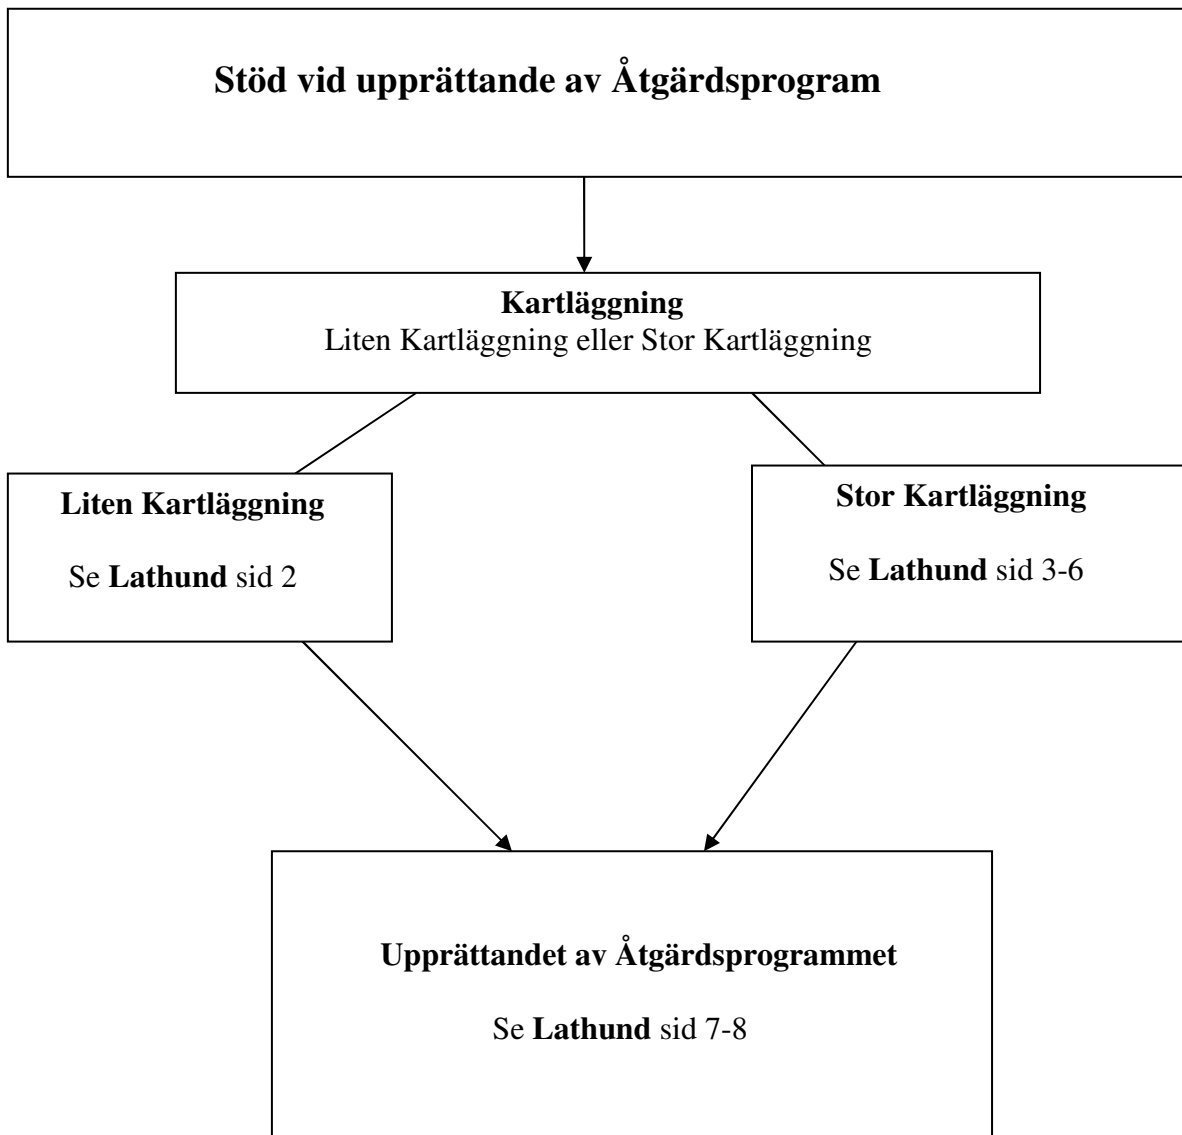 Stöd vid upprättande av Åtgärdsprogram
Kartläggning
Liten Kartläggning eller Stor Kartläggning
Liten Kartläggning
Se Lathund sid 2
Stor Kartläggning
Se Lathund sid 3-6
Upprättandet av Åtgärdsprogrammet
Se Lathund sid 7-8